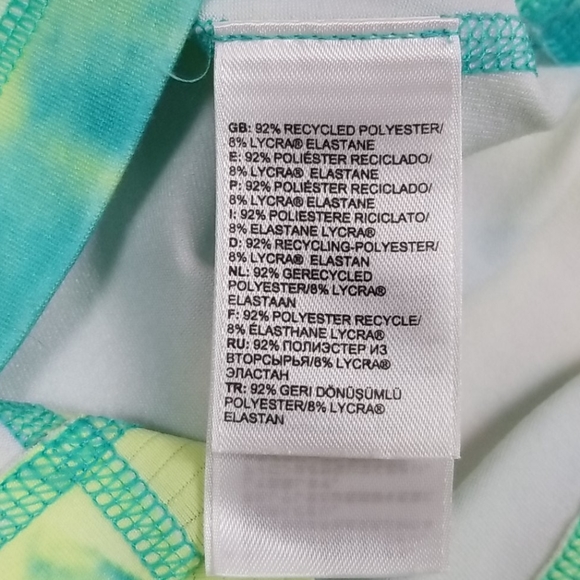 GB: 92% RECYCLED POLYESTER/
8% LYCRA® ELASTANE
E: 92% POLIÉSTER RECICLADO/
8% LYCRA® ELASTANE
P: 92% POLIÉSTER RECICLADO/
8% LYCRA® ELASTANE
I: 92% POLIESTERE RICICLATO/
8% ELASTANE LYCRA®
D: 92% RECYCLING-POLYESTER/
8% LYCRA® ELASTAN
NL: 92% GERECYCLED
POLYESTER/8% LYCRA®
ELASTAAN
F: 92% POLYESTER RECYCLE/
8% ÉLASTHANE LYCRA®
RU: 92% ПОЛИЭСТЕР ИЗ
ВТОРСЫРЬЯ/8% LYCRA®
ЭЛАСТАН
TR: 92% GERI DÖNÜŞÜMLÜ
POLYESTER/8% LYCRA®
ELASTAN